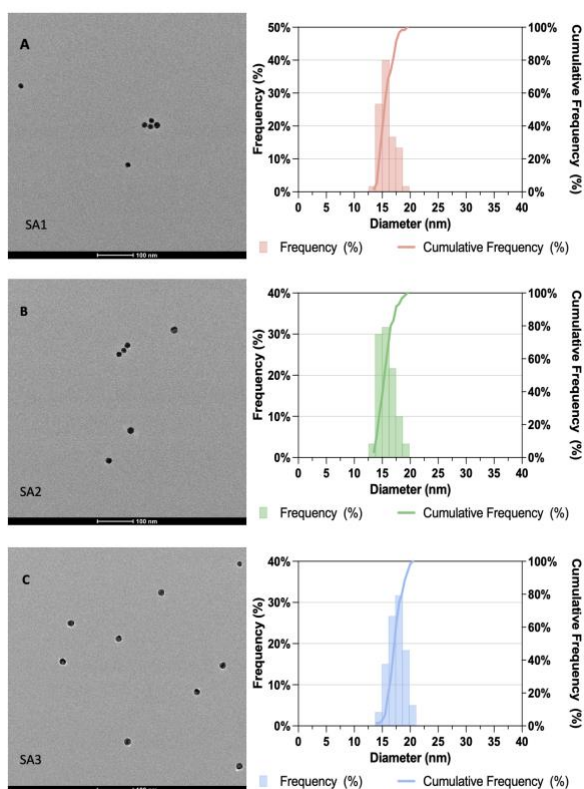 A
SA1
100 nm
Frequency (%)
50%
40%
30%
20%
10%
0%
100%
80%
60%
40%
20%
0%
Cumulative Frequency (%)
0 5 10 15 20 25 30 35 40
Diameter (nm)
Frequency (%) Cumulative Frequency (%)
B
SA2
100 nm
Frequency (%)
40%
30%
20%
10%
0%
100%
80%
60%
40%
20%
0%
Cumulative Frequency (%)
0 5 10 15 20 25 30 35 40
Diameter (nm)
Frequency (%) Cumulative Frequency (%)
C
SA3
Frequency (%)
40%
30%
20%
10%
0%
100%
80%
60%
40%
20%
0%
Cumulative Frequency (%)
0 5 10 15 20 25 30 35 40
Diameter (nm)
Frequency (%) Cumulative Frequency (%)